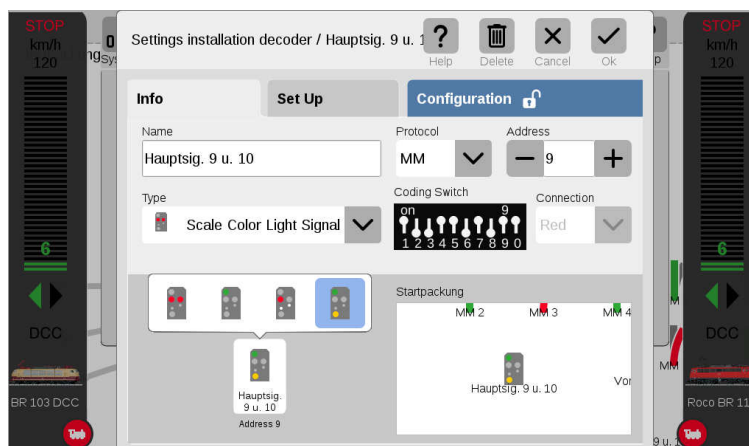 STOP
km/h
120
6
DCC
BR 103 DCC
Settings installation decoder / Hauptsig. 9 u. 1
?
Help
Delete
Cancel
Ok
Info
Set Up
Configuration
Name
Hauptsig. 9 u. 10
Protocol
MM
Address
9
Type
Scale Color Light Signal
Coding Switch
on
9
1 2 3 4 5 6 7 8 9 0
Connection
Red
Hauptsig.
9 u. 10
Address 9
Startpackung
MM 2
MM 3
MM 4
Hauptsig. 9 u. 10
Vor
STOP
km/h
120
6
DCC
Roco BR 11
MM
9 u. 1